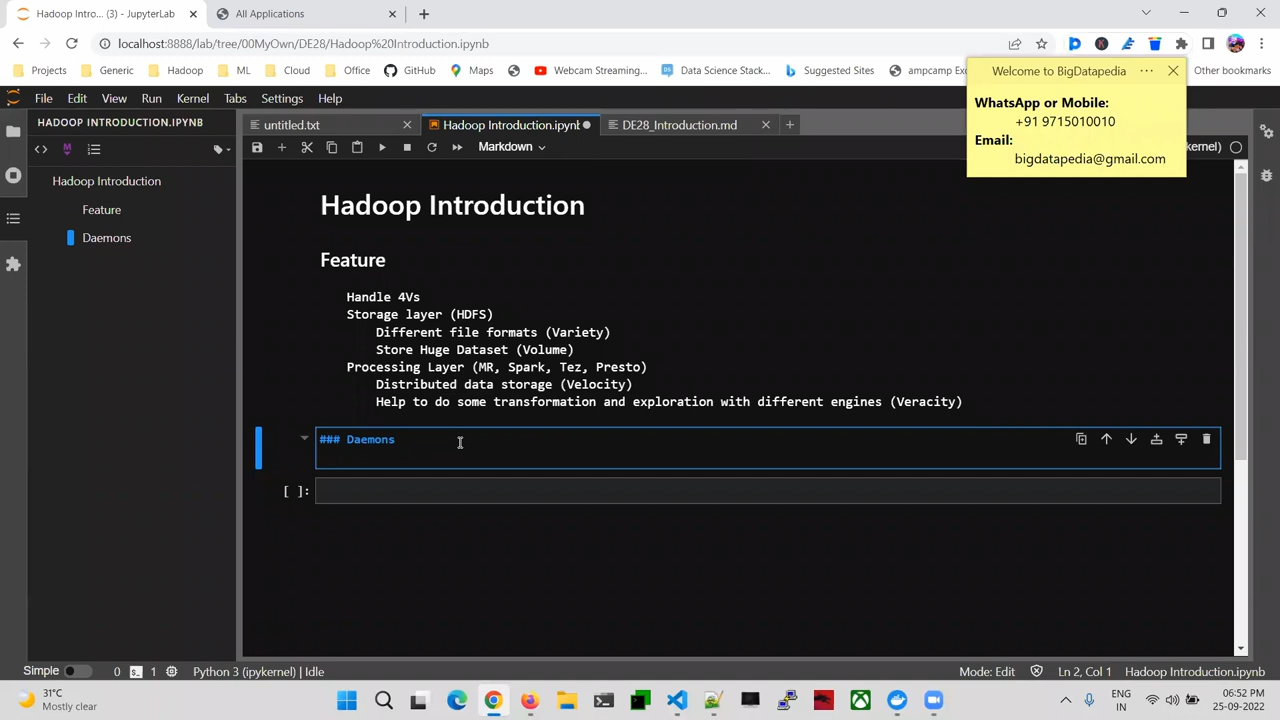 Hadoop Intro... (3) - JupyterLab
All Applications
localhost:8888/lab/tree/00MyOwn/DE28/Hadoop%20Introduction.ipynb
Projects
Generic
Hadoop
ML
Cloud
Office
GitHub
Maps
Webcam Streaming...
Data Science Stack...
Suggested Sites
ampcamp Exc
Other bookmarks
Welcome to BigDatapedia
WhatsApp or Mobile:
+91 9715010010
Email:
bigdatapedia@gmail.com
File Edit View Run Kernel Tabs Settings Help
HADOOP INTRODUCTION.IPYNB
Hadoop Introduction
Feature
Daemons
untitled.txt
Hadoop Introduction.ipynb
DE28_Introduction.md
Markdown
kernel)
Hadoop Introduction
Feature
Handle 4Vs
Storage layer (HDFS)
Different file formats (Variety)
Store Huge Dataset (Volume)
Processing Layer (MR, Spark, Tez, Presto)
Distributed data storage (Velocity)
Help to do some transformation and exploration with different engines (Veracity)
### Daemons
[ ]:
Simple
0
1
Python 3 (ipykernel) | Idle
Mode: Edit
Ln 2, Col 1
Hadoop Introduction.ipynb
31°C
Mostly clear
ENG
IN
06:52 PM
25-09-2022